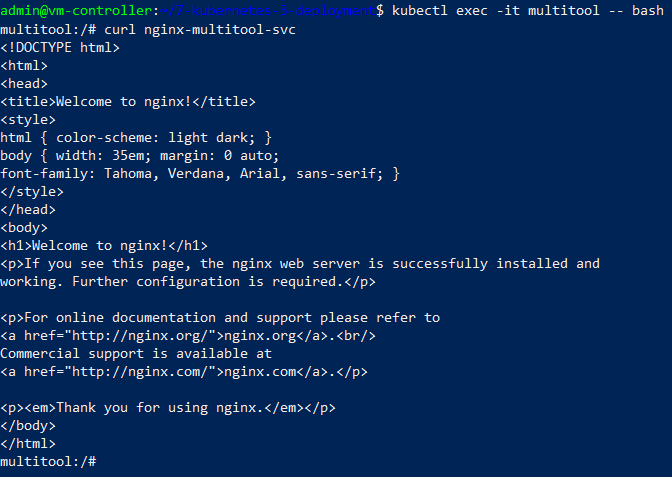 admin@vm-controller:~/ kubernetes deployment$ kubectl exec -it multitool -- bash
multitool:/# curl nginx-multitool-svc
<!DOCTYPE html>
<html>
<head>
<title>Welcome to nginx!</title>
<style>
html { color-scheme: light dark; }
body { width: 35em; margin: 0 auto;
font-family: Tahoma, Verdana, Arial, sans-serif; }
</style>
</head>
<body>
<h1>Welcome to nginx!</h1>
<p>If you see this page, the nginx web server is successfully installed and
working. Further configuration is required.</p>
<p>For online documentation and support please refer to
<a href="http://nginx.org/">nginx.org</a>.<br/>
Commercial support is available at
<a href="http://nginx.com/">nginx.com</a>.</p>
<p><em>Thank you for using nginx.</em></p>
</body>
</html>
multitool:/#